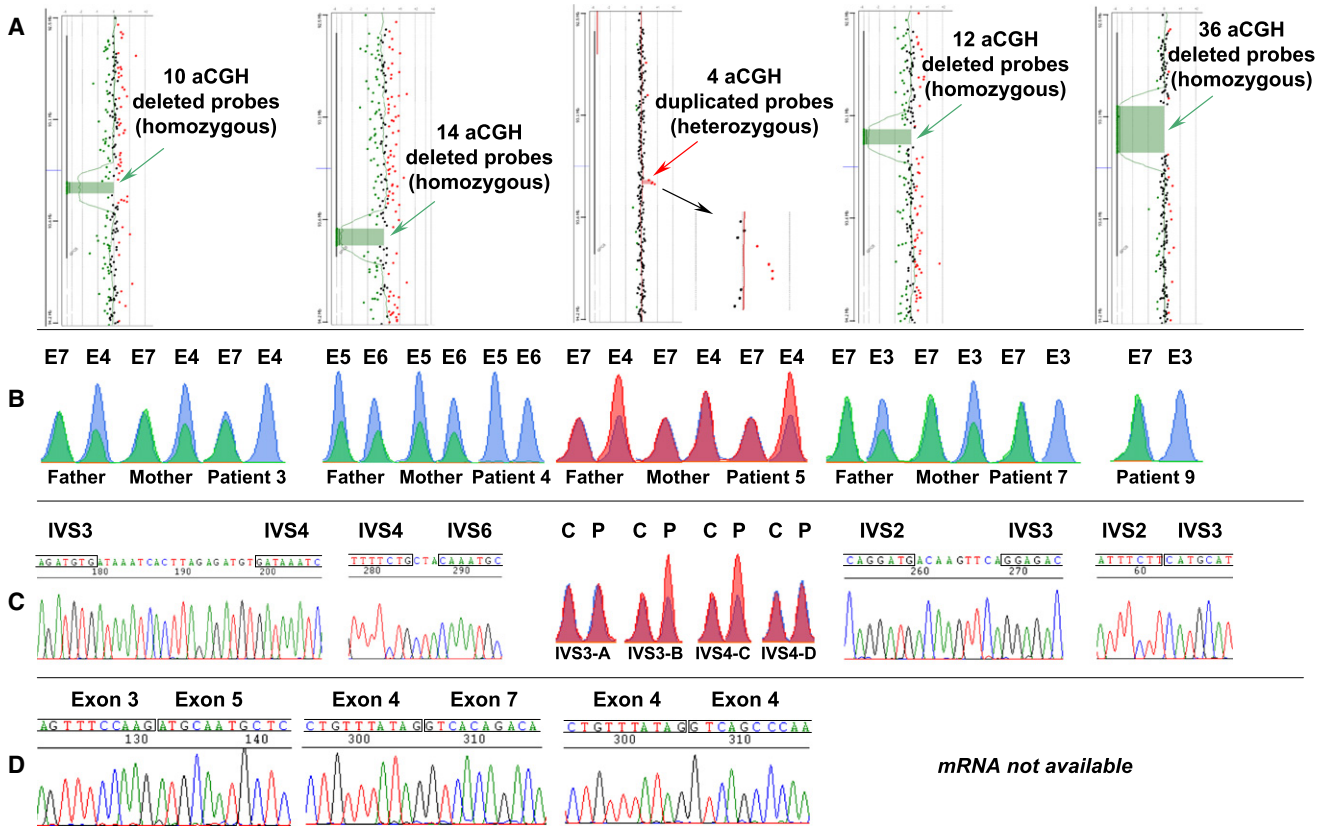 A
10 aCGH
deleted probes
(homozygous)
14 aCGH
deleted probes
(homozygous)
4 aCGH
duplicated probes
(heterozygous)
12 aCGH
deleted probes
(homozygous)
36 aCGH
deleted probes
(homozygous)
B
E7 E4 E7 E4 E7 E4
Father Mother Patient 3
E5 E6 E5 E6 E5 E6
Father Mother Patient 4
E7 E4 E7 E4 E7 E4
Father Mother Patient 5
E7 E3 E7 E3 E7 E3
Father Mother Patient 7
E7 E3
Patient 9
C
IVS3 IVS4
AGATGTGATAAATCACTTAGAGATGTGATAAATC
180 190 200
IVS4 IVS6
TTTTCTGCTACAAATGC
280 290
C P C P C P C P
IVS3-A IVS3-B IVS4-C IVS4-D
IVS2 IVS3
CAGGATGACAAGTTCAGGAGAC
260 270
IVS2 IVS3
ATTTCTTCATGCAT
60
D
Exon 3 Exon 5
AGTTTCCAAGATGCAATGCTC
130 140
Exon 4 Exon 7
CTGTTTATAGGTCACAGACA
300 310
Exon 4 Exon 4
CTGTTTATAGGTCAGCCCAA
300 310
mRNA not available